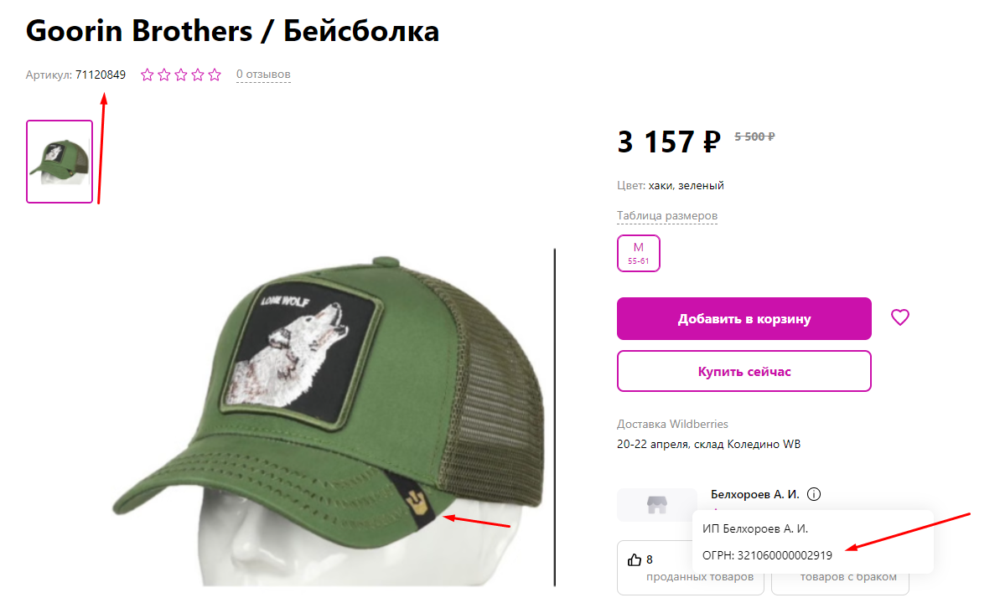 Goorin Brothers / Бейсболка
Артикул: 71120849
0 отзывов
3 157 ₽
5 500 ₽
Цвет: хаки, зеленый
Таблица размеров
M
55-61
Добавить в корзину
Купить сейчас
Доставка Wildberries
20-22 апреля, склад Коледино WB
Белхороев А. И.
ИП Белхороев А. И.
ОГРН: 321060000002919
8
проданных товаров
товаров с браком
LONE WOLF